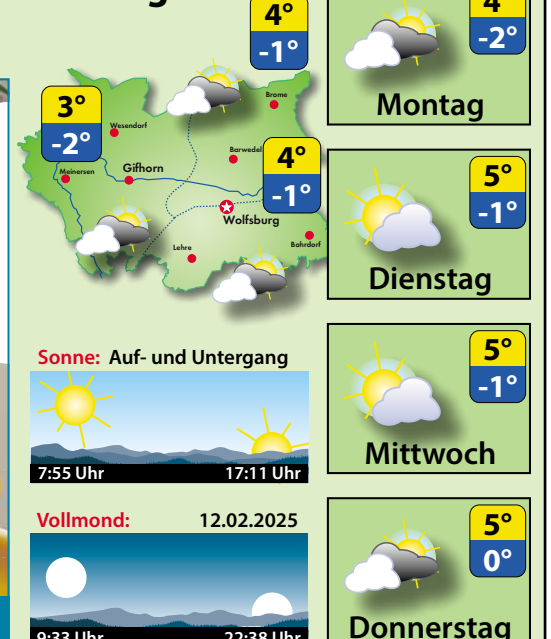 4°
-1°
3°
-2°
Wesendorf
Brome
Barwedel
4°
-1°
Meinersen
Gifhorn
Wolfsburg
Lehre
Bahrdorf
Sonne: Auf- und Untergang
7:55 Uhr 17:11 Uhr
Vollmond: 12.02.2025
9:33 Uhr 22:38 Uhr
4°
-2°
Montag
5°
-1°
Dienstag
5°
-1°
Mittwoch
5°
0°
Donnerstag